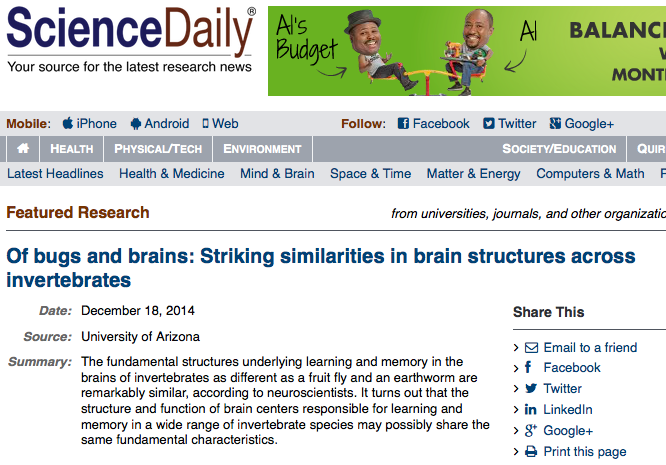 ScienceDaily®
Your source for the latest research news
Al's
Budget
Al
BALANC
MONT
Mobile: iPhone Android Web Follow: Facebook Twitter Google+
HEALTH PHYSICAL/TECH ENVIRONMENT SOCIETY/EDUCATION QUIR
Latest Headlines Health & Medicine Mind & Brain Space & Time Matter & Energy Computers & Math
Featured Research
from universities, journals, and other organizatio
Of bugs and brains: Striking similarities in brain structures across
invertebrates
Date: December 18, 2014
Source: University of Arizona
Summary: The fundamental structures underlying learning and memory in the
brains of invertebrates as different as a fruit fly and an earthworm are
remarkably similar, according to neuroscientists. It turns out that the
structure and function of brain centers responsible for learning and
memory in a wide range of invertebrate species may possibly share the
same fundamental characteristics.
Share This
Email to a friend
Facebook
Twitter
LinkedIn
Google+
Print this page